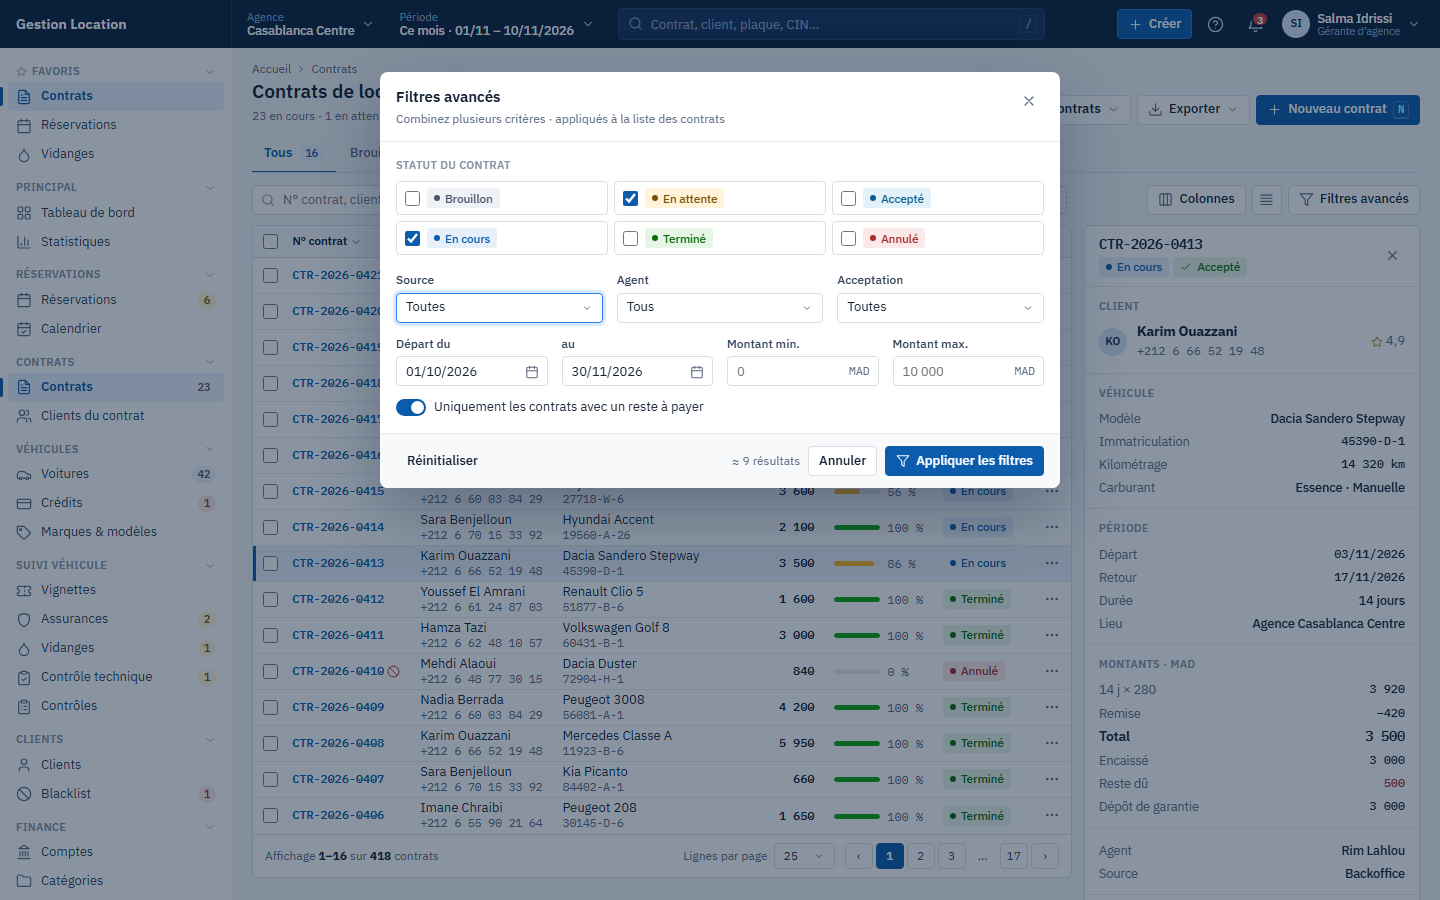 Gestion Location
Agence
Casablanca Centre
Période
Ce mois · 01/11 – 10/11/2026
Contrat, client, plaque, CIN...
/
Créer
3
SI
Salma Idrissi
Gérante d'agence
FAVORIS
Contrats
Réservations
Vidanges
PRINCIPAL
Tableau de bord
Statistiques
RÉSERVATIONS
Réservations 6
Calendrier
CONTRATS
Contrats 23
Clients du contrat
VÉHICULES
Voitures 42
Crédits 1
Marques & modèles
SUIVI VÉHICULE
Vignettes
Assurances 2
Vidanges 1
Contrôle technique 1
Contrôles
CLIENTS
Clients
Blacklist 1
FINANCE
Comptes
Catégories
Accueil > Contrats
Contrats de loc
23 en cours · 1 en atten
ontrats
Exporter
Nouveau contrat N
Tous 16
Broui
N° contrat, client
Colonnes
Filtres avancés
N° contrat
CTR-2026-0421
CTR-2026-0420
CTR-2026-0419
CTR-2026-0418
CTR-2026-0417
CTR-2026-0416
CTR-2026-0415 3 600 56 % En cours
+212 6 60 03 84 29 27718-W-6
CTR-2026-0414 Sara Benjelloun Hyundai Accent 2 100 100 % En cours
+212 6 70 15 33 92 19560-A-26
CTR-2026-0413 Karim Ouazzani Dacia Sandero Stepway 3 500 86 % En cours
+212 6 66 52 19 48 45390-D-1
CTR-2026-0412 Youssef El Amrani Renault Clio 5 1 600 100 % Terminé
+212 6 61 24 87 03 51877-B-6
CTR-2026-0411 Hamza Tazi Volkswagen Golf 8 3 000 100 % Terminé
+212 6 62 48 10 57 60431-B-1
CTR-2026-0410 Mehdi Alaoui Dacia Duster 840 0 % Annulé
+212 6 48 77 30 15 72904-H-1
CTR-2026-0409 Nadia Berrada Peugeot 3008 4 200 100 % Terminé
+212 6 60 03 84 29 56081-A-1
CTR-2026-0408 Karim Ouazzani Mercedes Classe A 5 950 100 % Terminé
+212 6 66 52 19 48 11923-B-6
CTR-2026-0407 Sara Benjelloun Kia Picanto 660 100 % Terminé
+212 6 70 15 33 92 84402-A-1
CTR-2026-0406 Imane Chraibi Peugeot 208 1 650 100 % Terminé
+212 6 55 90 21 64 30145-D-6
Affichage 1–16 sur 418 contrats
Lignes par page 25
‹ 1 2 3 ... 17 ›
Filtres avancés
Combinez plusieurs critères · appliqués à la liste des contrats
STATUT DU CONTRAT
Brouillon
En attente
Accepté
En cours
Terminé
Annulé
Source
Toutes
Agent
Tous
Acceptation
Toutes
Départ du
01/10/2026
au
30/11/2026
Montant min.
0 MAD
Montant max.
10 000 MAD
Uniquement les contrats avec un reste à payer
Réinitialiser
≈ 9 résultats
Annuler
Appliquer les filtres
CTR-2026-0413
En cours
Accepté
CLIENT
KO
Karim Ouazzani
+212 6 66 52 19 48
4,9
VÉHICULE
Modèle Dacia Sandero Stepway
Immatriculation 45390-D-1
Kilométrage 14 320 km
Carburant Essence · Manuelle
PÉRIODE
Départ 03/11/2026
Retour 17/11/2026
Durée 14 jours
Lieu Agence Casablanca Centre
MONTANTS · MAD
14 j × 280 3 920
Remise −420
Total 3 500
Encaissé 3 000
Reste dû 500
Dépôt de garantie 3 000
Agent Rim Lahlou
Source Backoffice